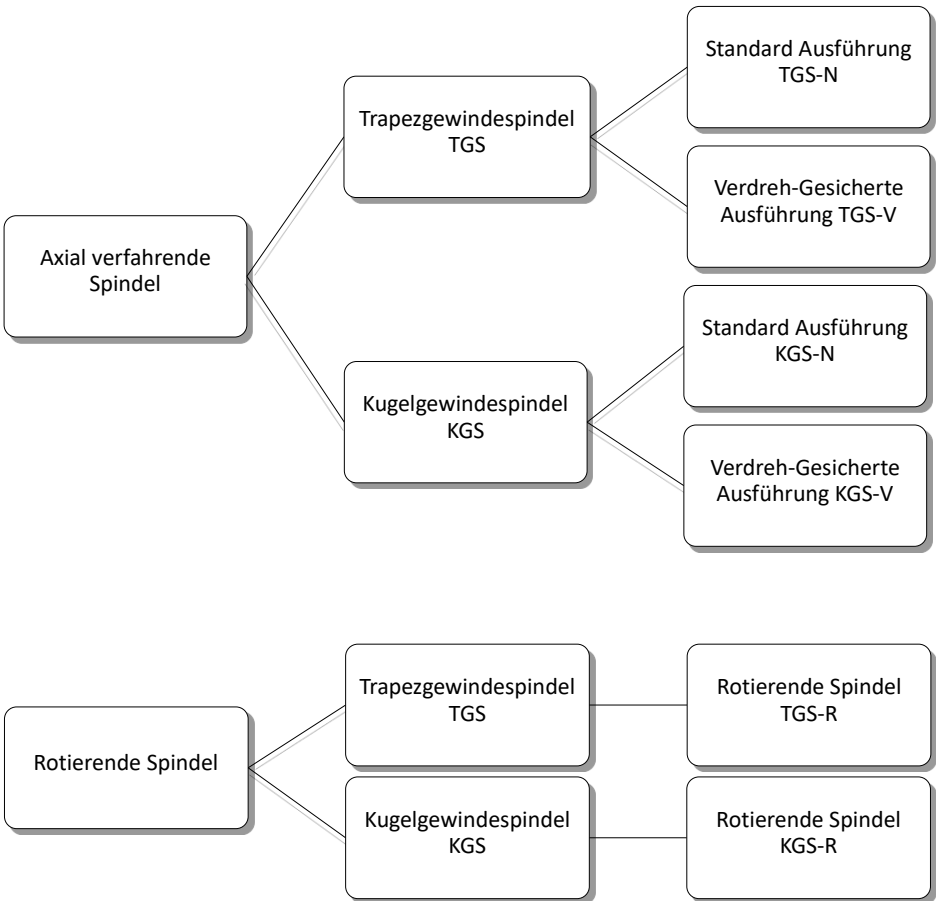 Axial verfahrende
Spindel
Trapezgewindespindel
TGS
Standard Ausführung
TGS-N
Verdreh-Gesicherte
Ausführung TGS-V
Kugelgewindespindel
KGS
Standard Ausführung
KGS-N
Verdreh-Gesicherte
Ausführung KGS-V
Rotierende Spindel
Trapezgewindespindel
TGS
Rotierende Spindel
TGS-R
Kugelgewindespindel
KGS
Rotierende Spindel
KGS-R